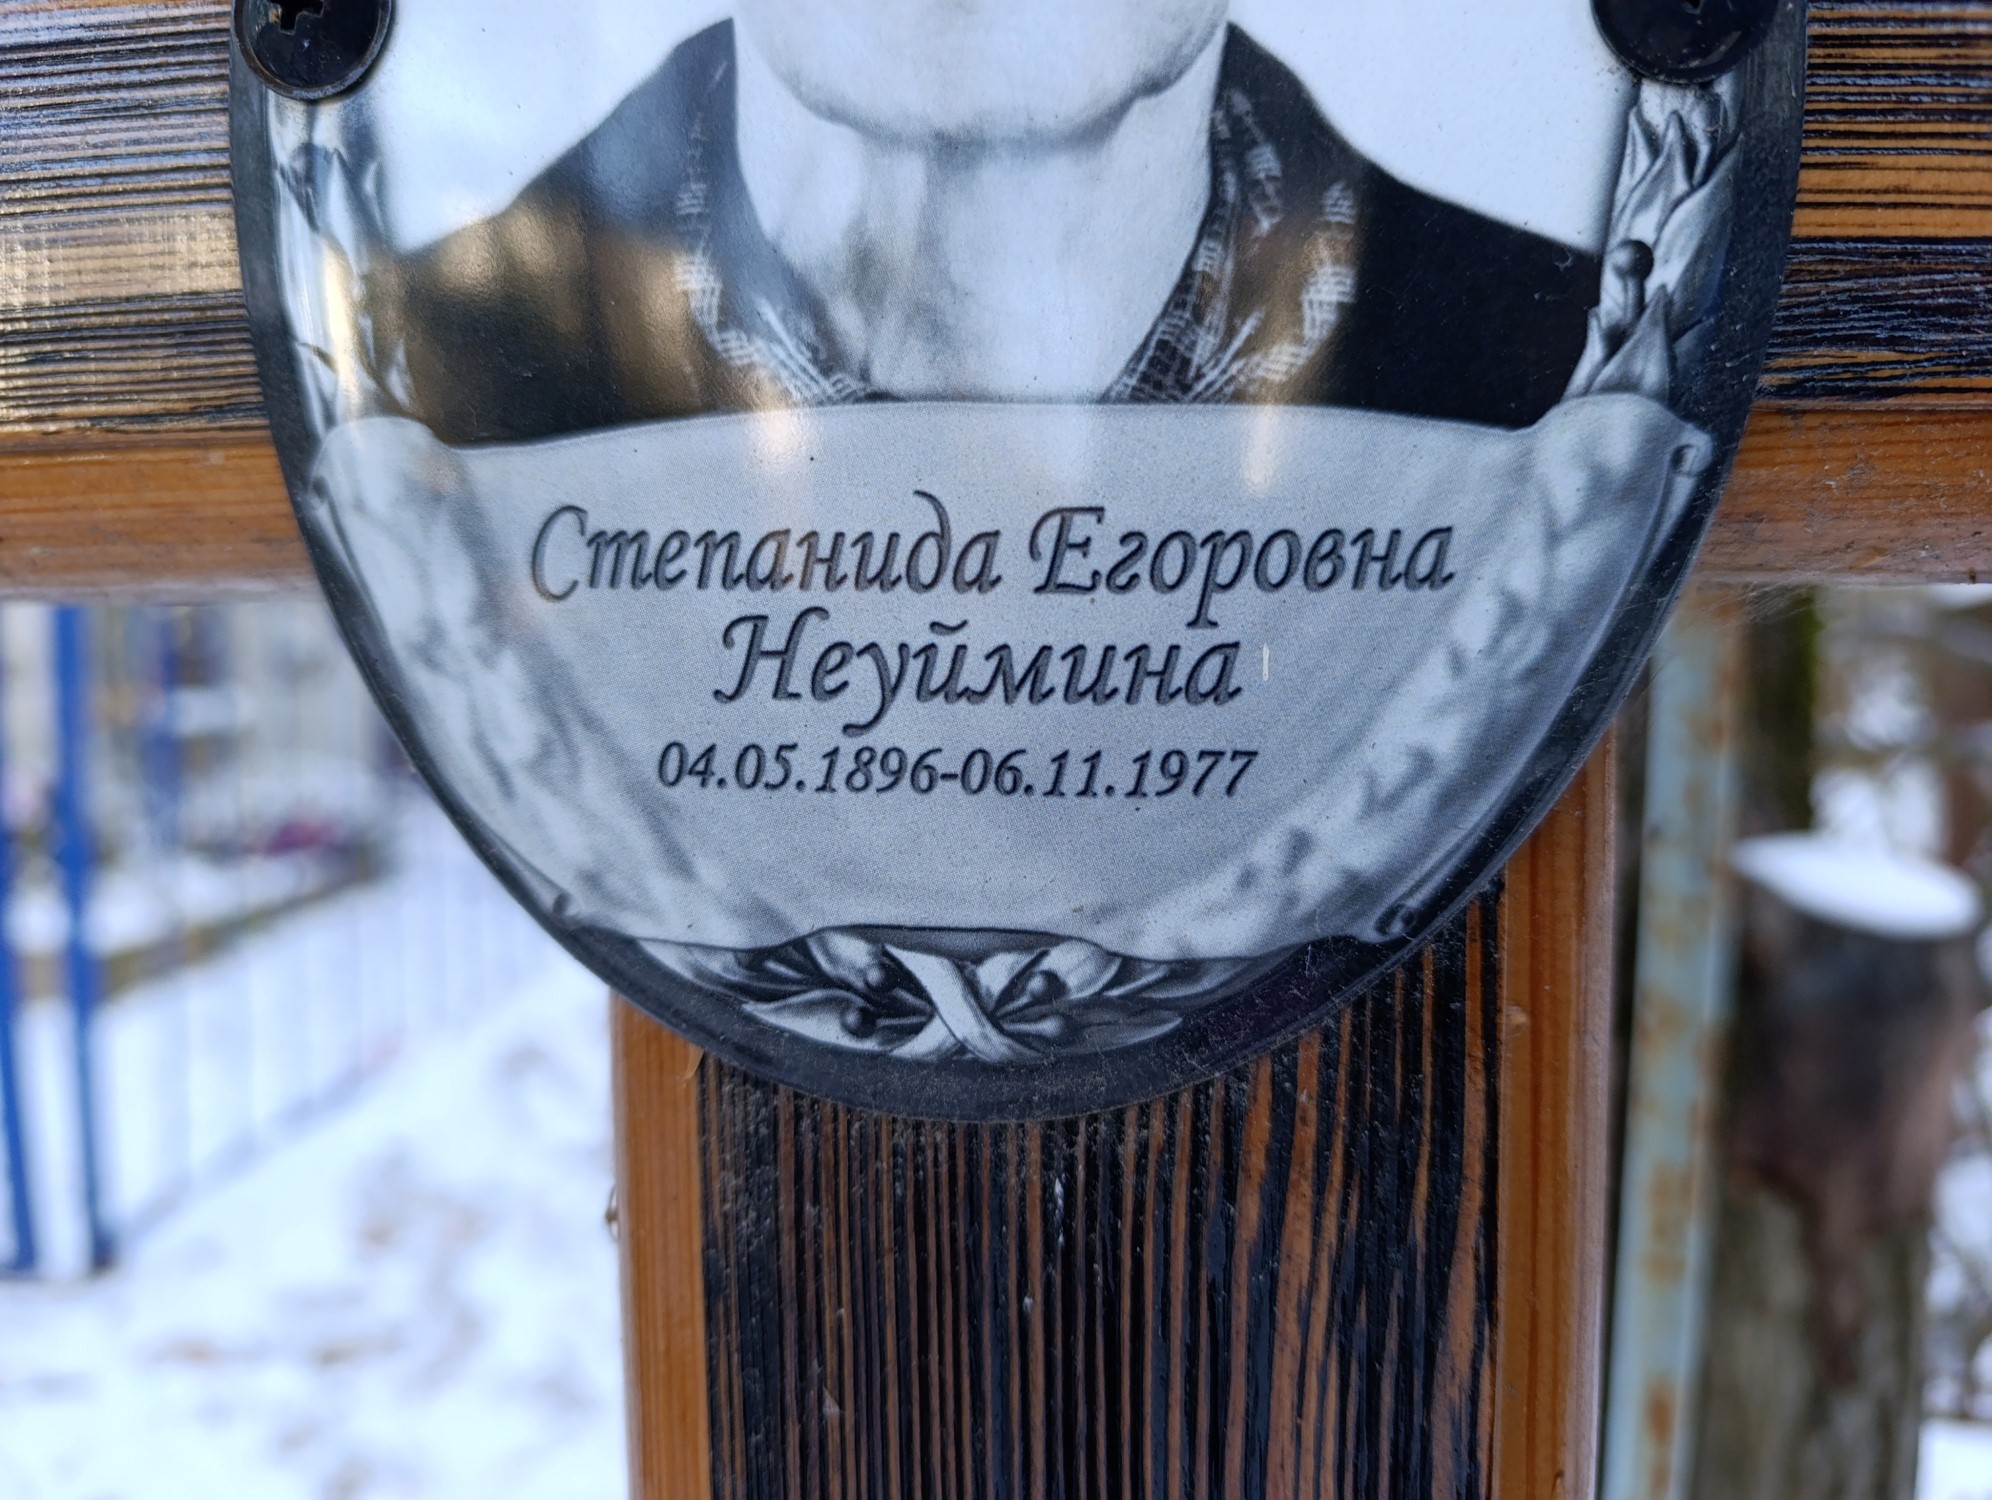 Степанида Егоровна
Неуймина
04.05.1896-06.11.1977